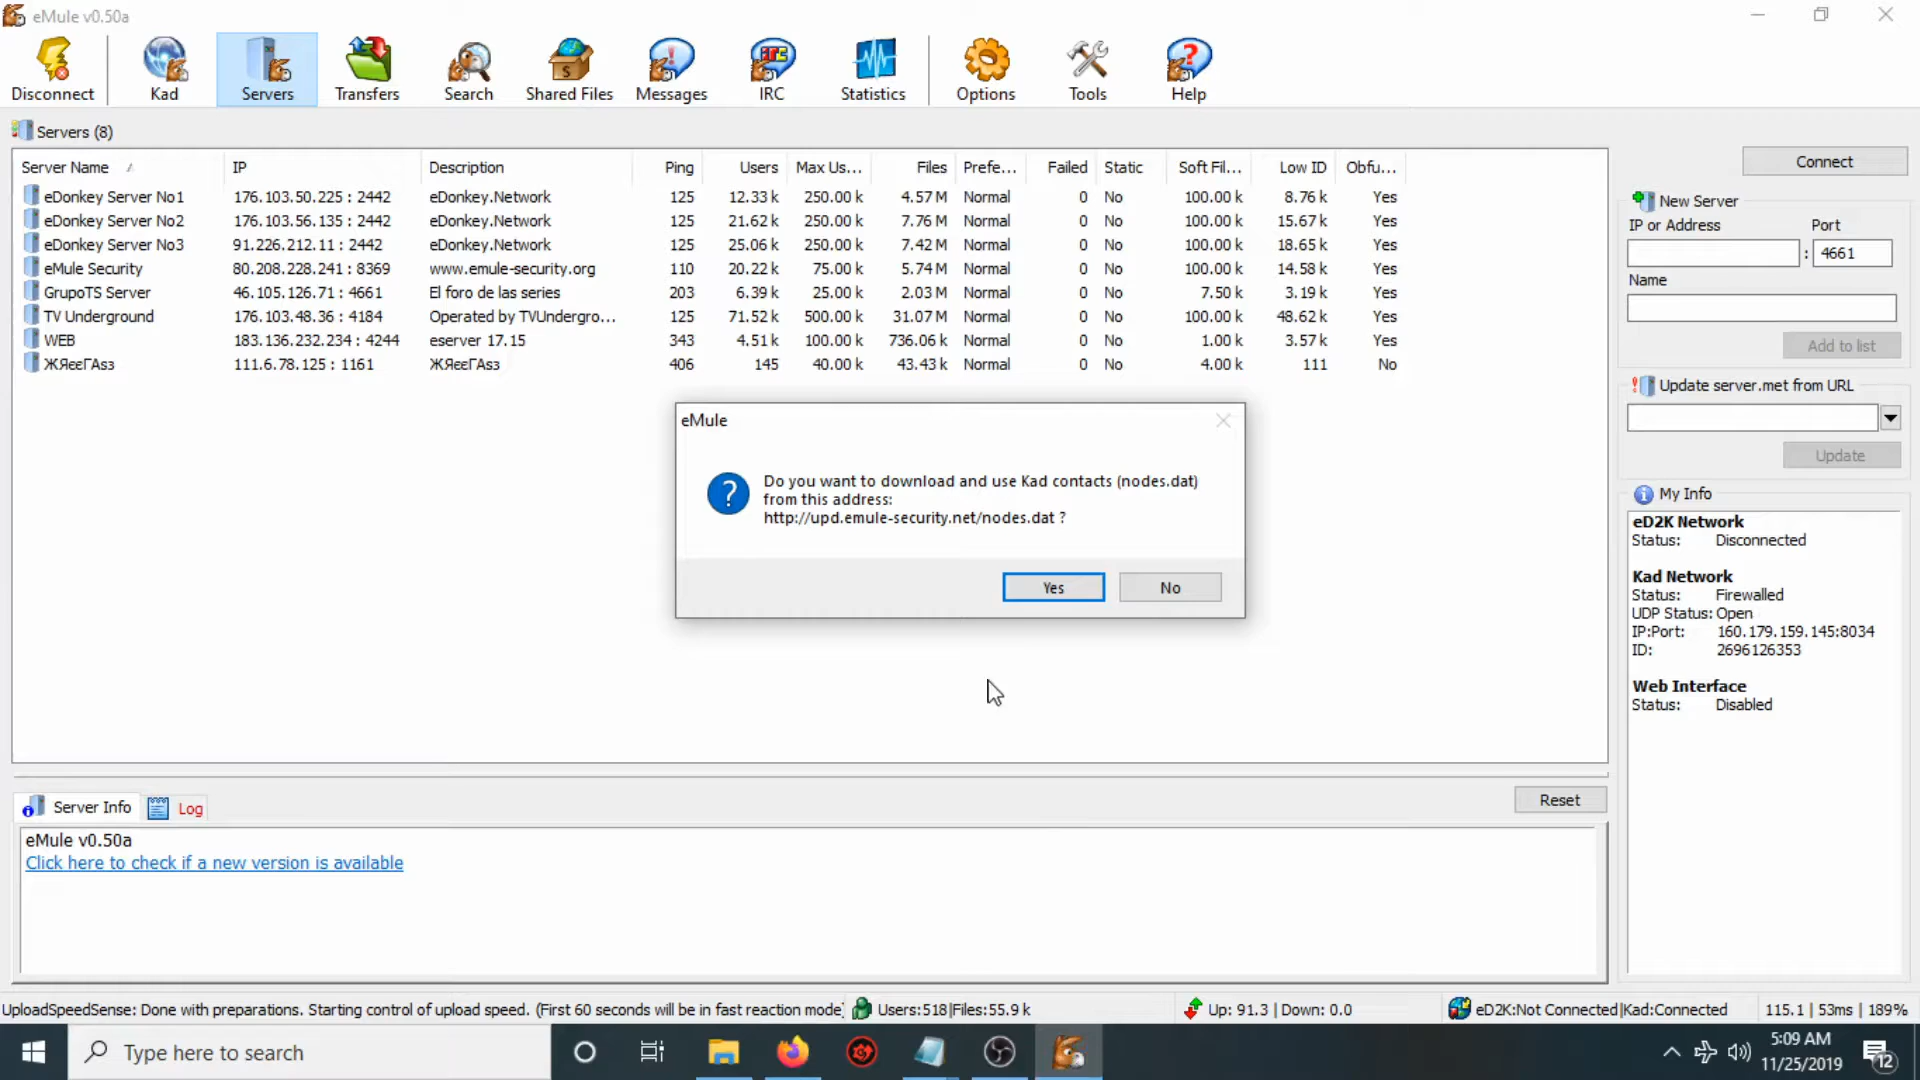 eMule v0.50a
Disconnect
Kad
Servers
Transfers
Search
Shared Files
Messages
IRC
Statistics
Options
Tools
Help
Servers (8)
Server Name IP Description Ping Users Max Us... Files Prefe... Failed Static Soft Fil... Low ID Obfu...
eDonkey Server No1 176.103.50.225 : 2442 eDonkey.Network 125 12.33 k 250.00 k 4.57 M Normal 0 No 100.00 k 8.76 k Yes
eDonkey Server No2 176.103.56.135 : 2442 eDonkey.Network 125 21.62 k 250.00 k 7.76 M Normal 0 No 100.00 k 15.67 k Yes
eDonkey Server No3 91.226.212.11 : 2442 eDonkey.Network 125 25.06 k 250.00 k 7.42 M Normal 0 No 100.00 k 18.65 k Yes
eMule Security 80.208.228.241 : 8369 www.emule-security.org 110 20.22 k 75.00 k 5.74 M Normal 0 No 100.00 k 14.58 k Yes
GrupoTS Server 46.105.126.71 : 4661 El foro de las series 203 6.39 k 25.00 k 2.03 M Normal 0 No 7.50 k 3.19 k Yes
TV Underground 176.103.48.36 : 4184 Operated by TVUndergro... 125 71.52 k 500.00 k 31.07 M Normal 0 No 100.00 k 48.62 k Yes
WEB 183.136.232.234 : 4244 eserver 17.15 343 4.51 k 100.00 k 736.06 k Normal 0 No 1.00 k 3.57 k Yes
111.6.78.125 : 1161 406 145 40.00 k 43.43 k Normal 0 No 4.00 k 111 No
Connect
New Server
IP or Address Port
: 4661
Name
Add to list
Update server.met from URL
Update
My Info
eD2K Network
Status: Disconnected
Kad Network
Status: Firewalled
UDP Status: Open
IP:Port: 160.179.159.145:8034
ID: 2696126353
Web Interface
Status: Disabled
eMule
Do you want to download and use Kad contacts (nodes.dat)
from this address:
http://upd.emule-security.net/nodes.dat ?
Yes
No
Server Info
Log
Reset
eMule v0.50a
Click here to check if a new version is available
UploadSpeedSense: Done with preparations. Starting control of upload speed. (First 60 seconds will be in fast reaction mode) Users:518|Files:55.9 k Up: 91.3 | Down: 0.0 eD2K:Not Connected|Kad:Connected 115.1 | 53ms | 189%
Type here to search
5:09 AM
11/25/2019
12